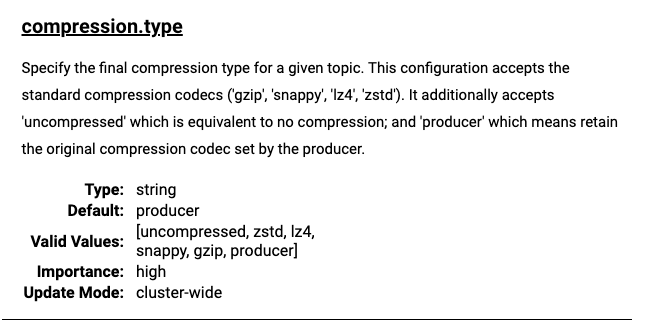 compression.type
Specify the final compression type for a given topic. This configuration accepts the
standard compression codecs ('gzip', 'snappy', 'lz4', 'zstd'). It additionally accepts
'uncompressed' which is equivalent to no compression; and 'producer' which means retain
the original compression codec set by the producer.
Type: string
Default: producer
Valid Values: [uncompressed, zstd, lz4,
snappy, gzip, producer]
Importance: high
Update Mode: cluster-wide